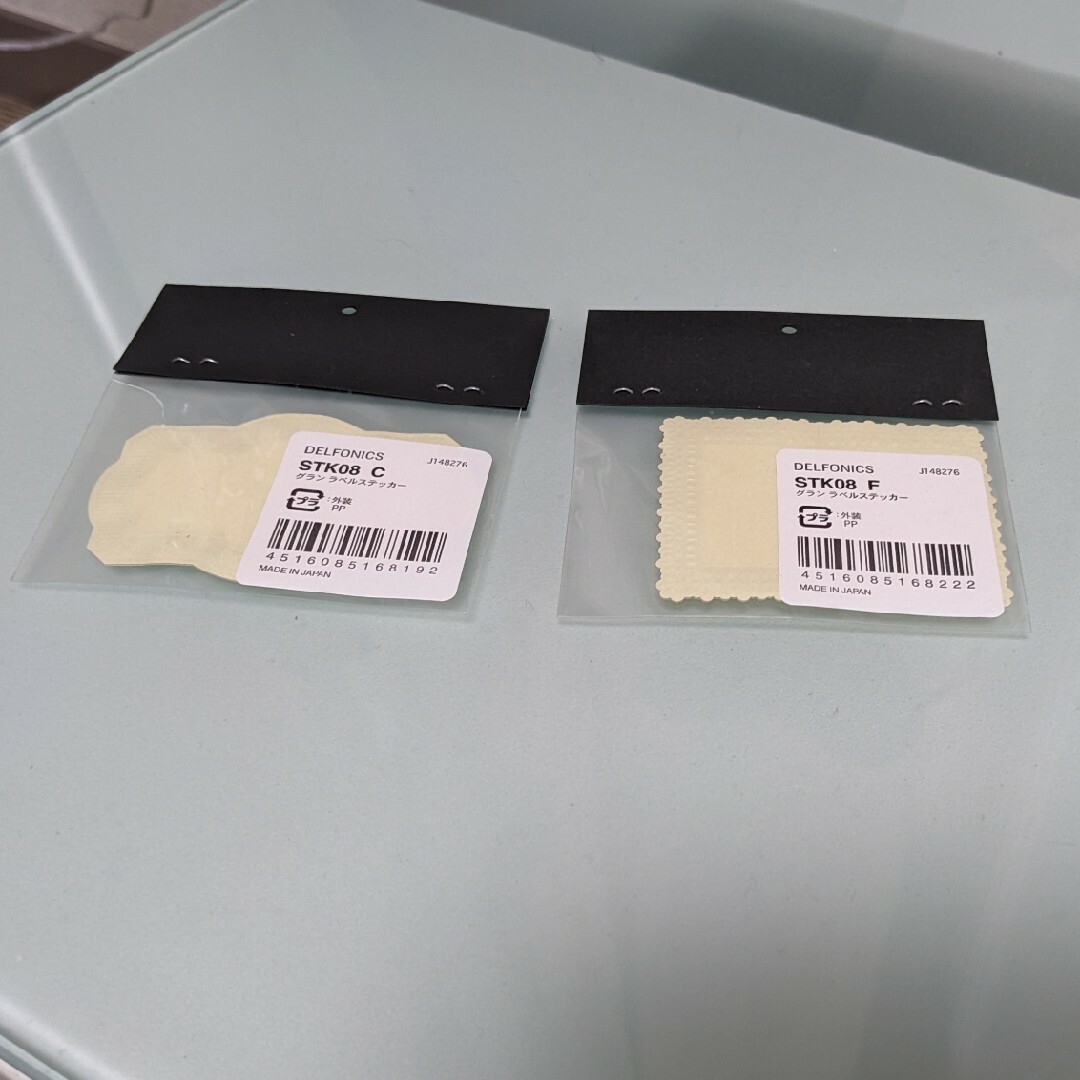 DELFONICS
J148276
STK08 C
グラン ラベルステッカー
プラ :外装
PP
4516085168192
MADE IN JAPAN
DELFONICS
J148276
STK08 F
グラン ラベルステッカー
プラ :外装
PP
4516085168222
MADE IN JAPAN